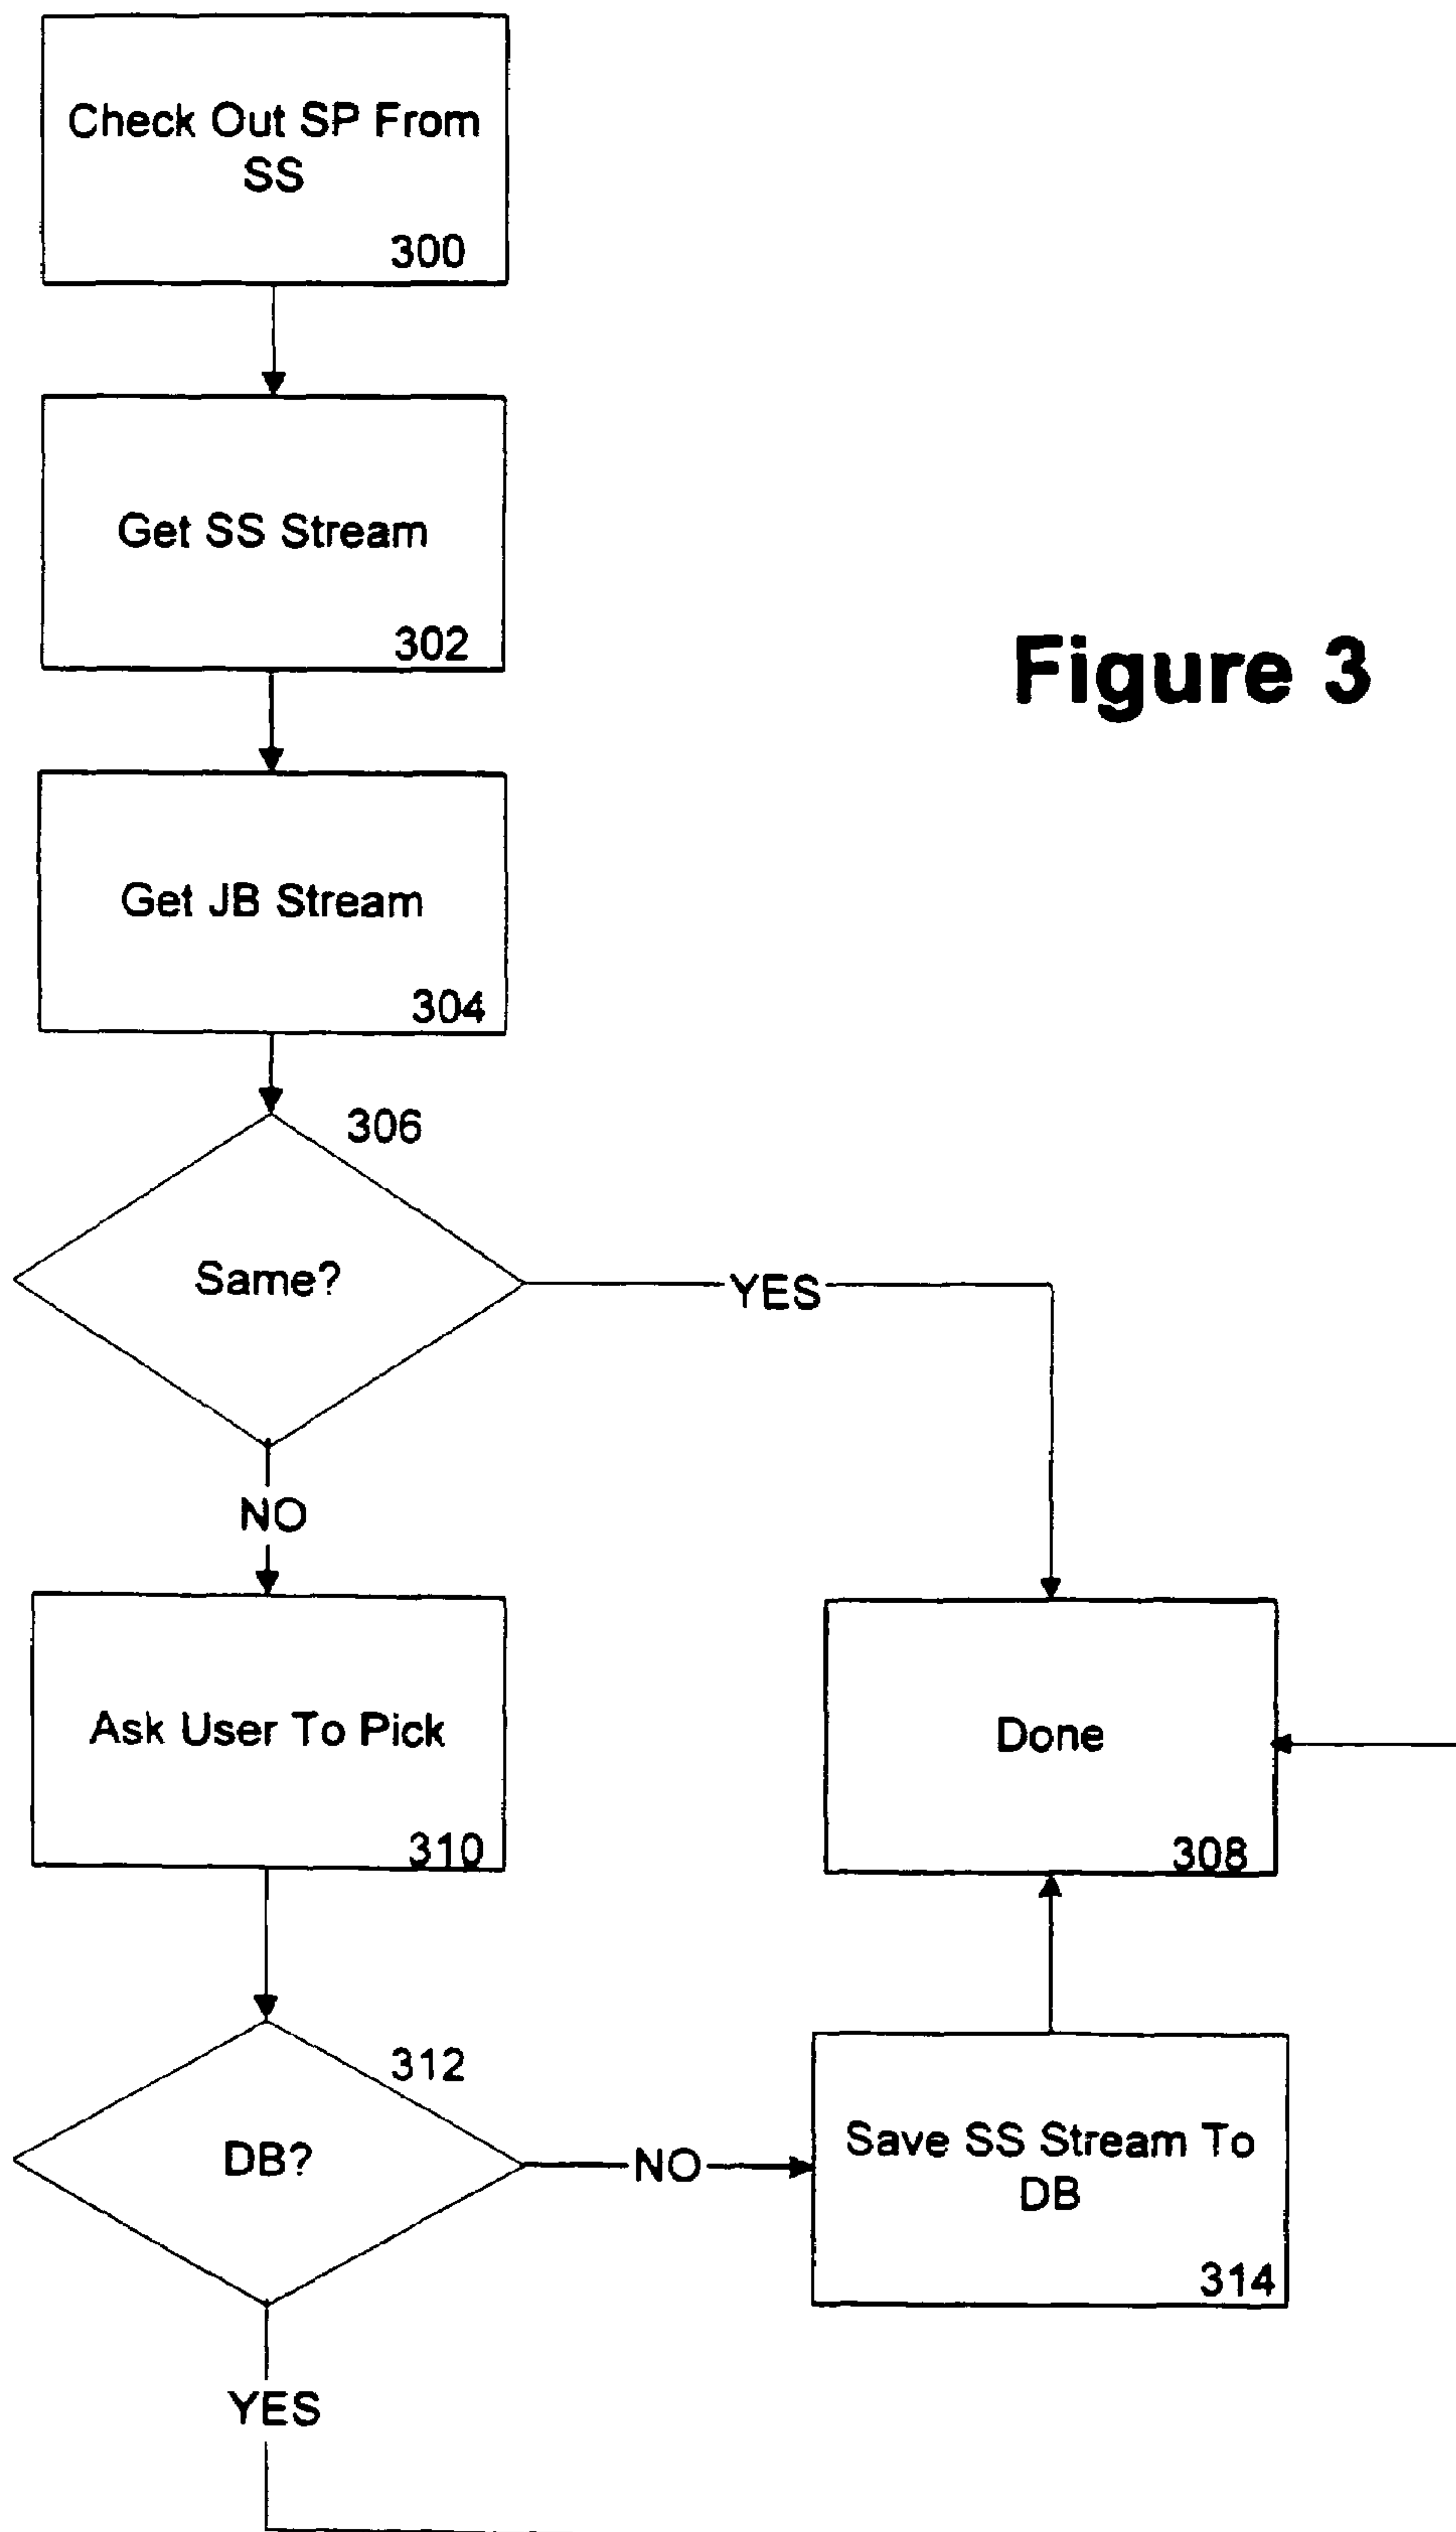 Check Out SP From
SS
300
Get SS Stream
302
Figure 3
Get JB Stream
304
306
Same?
YES
NO
Ask User To Pick
310
Done
308
312
DB?
NO
Save SS Stream To
DB
314
YES